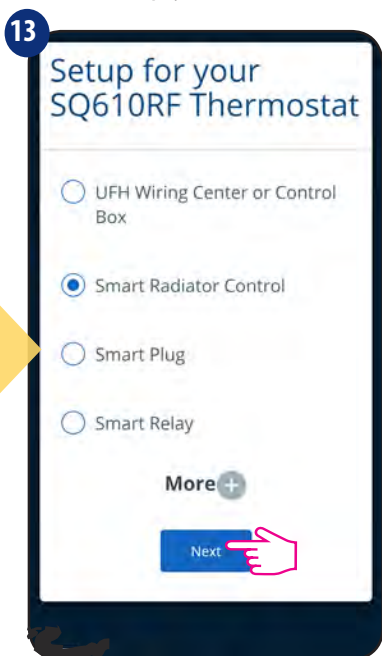 13
Setup for your
SQ610RF Thermostat
UFH Wiring Center or Control
Box
Smart Radiator Control
Smart Plug
Smart Relay
More +
Next